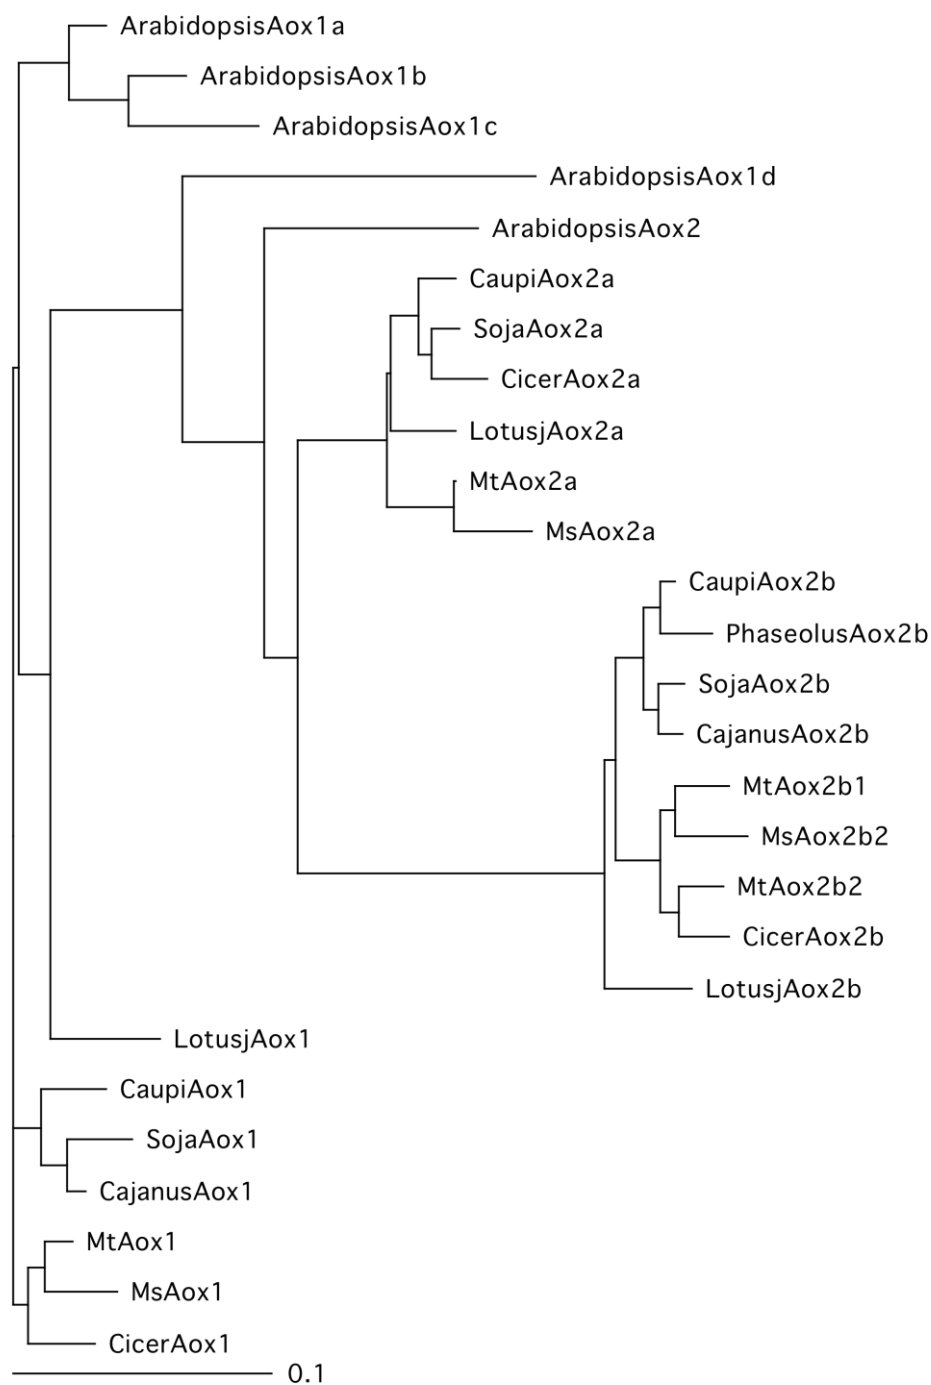 ArabidopsisAox1a
ArabidopsisAox1b
ArabidopsisAox1c
ArabidopsisAox1d
ArabidopsisAox2
CaupiAox2a
SojaAox2a
CicerAox2a
LotusjAox2a
MtAox2a
MsAox2a
CaupiAox2b
PhaseolusAox2b
SojaAox2b
CajanusAox2b
MtAox2b1
MsAox2b2
MtAox2b2
CicerAox2b
LotusjAox2b
LotusjAox1
CaupiAox1
SojaAox1
CajanusAox1
MtAox1
MsAox1
CicerAox1
0.1